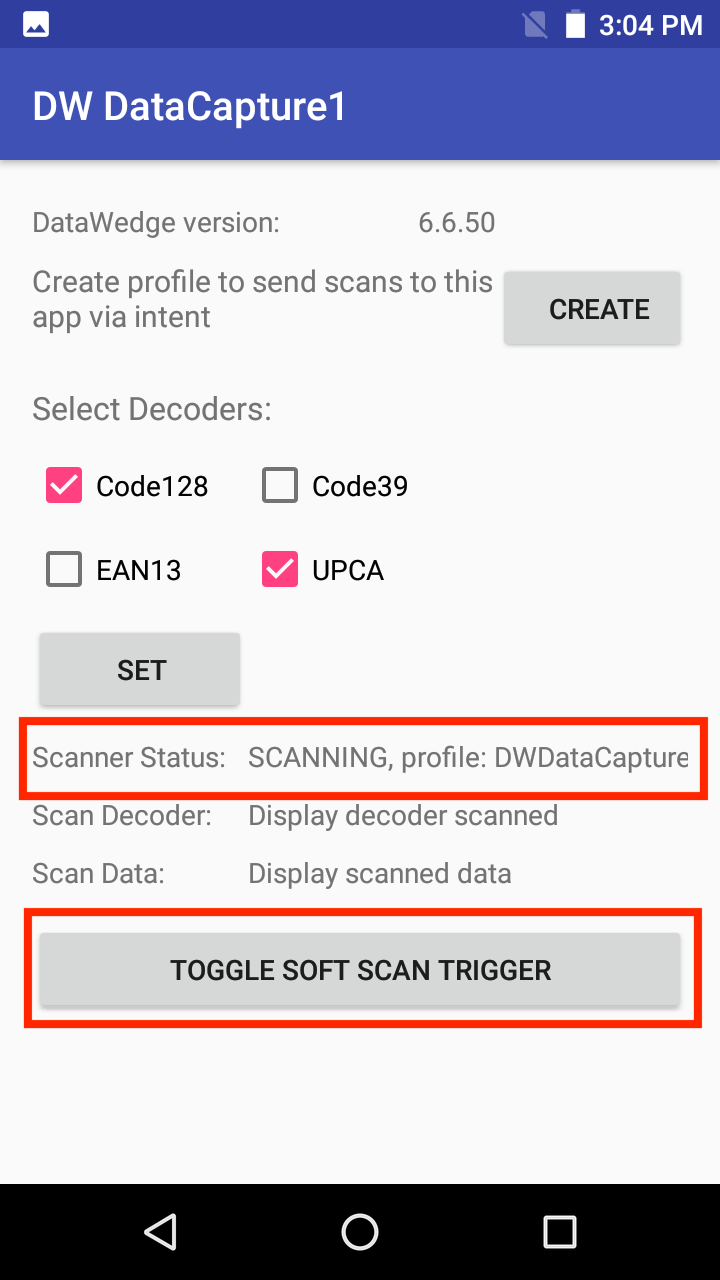 3:04 PM
DW DataCapture1
DataWedge version: 6.6.50
Create profile to send scans to this
app via intent
CREATE
Select Decoders:
Code128 Code39
EAN13 UPCA
SET
Scanner Status: SCANNING, profile: DWDataCapture
Scan Decoder: Display decoder scanned
Scan Data: Display scanned data
TOGGLE SOFT SCAN TRIGGER